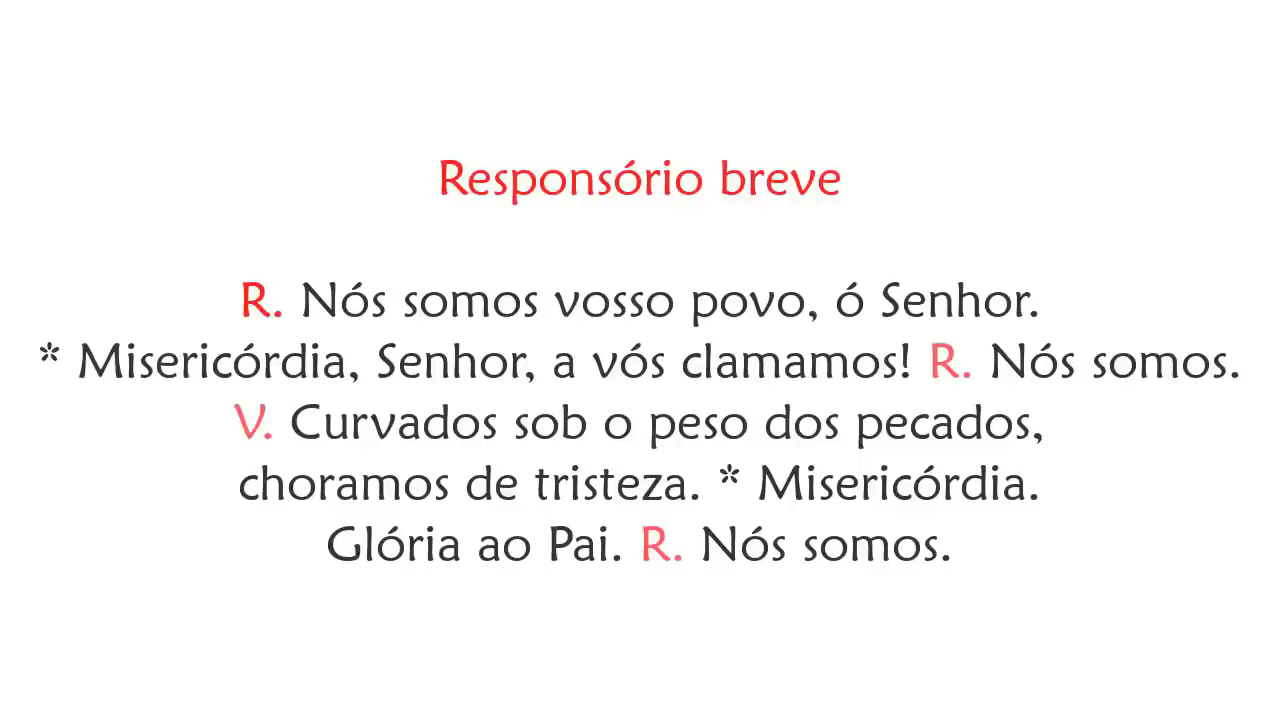 Responsório breve
R. Nós somos vosso povo, ó Senhor.
* Misericórdia, Senhor, a vós clamamos! R. Nós somos.
V. Curvados sob o peso dos pecados,
choramos de tristeza. * Misericórdia.
Glória ao Pai. R. Nós somos.